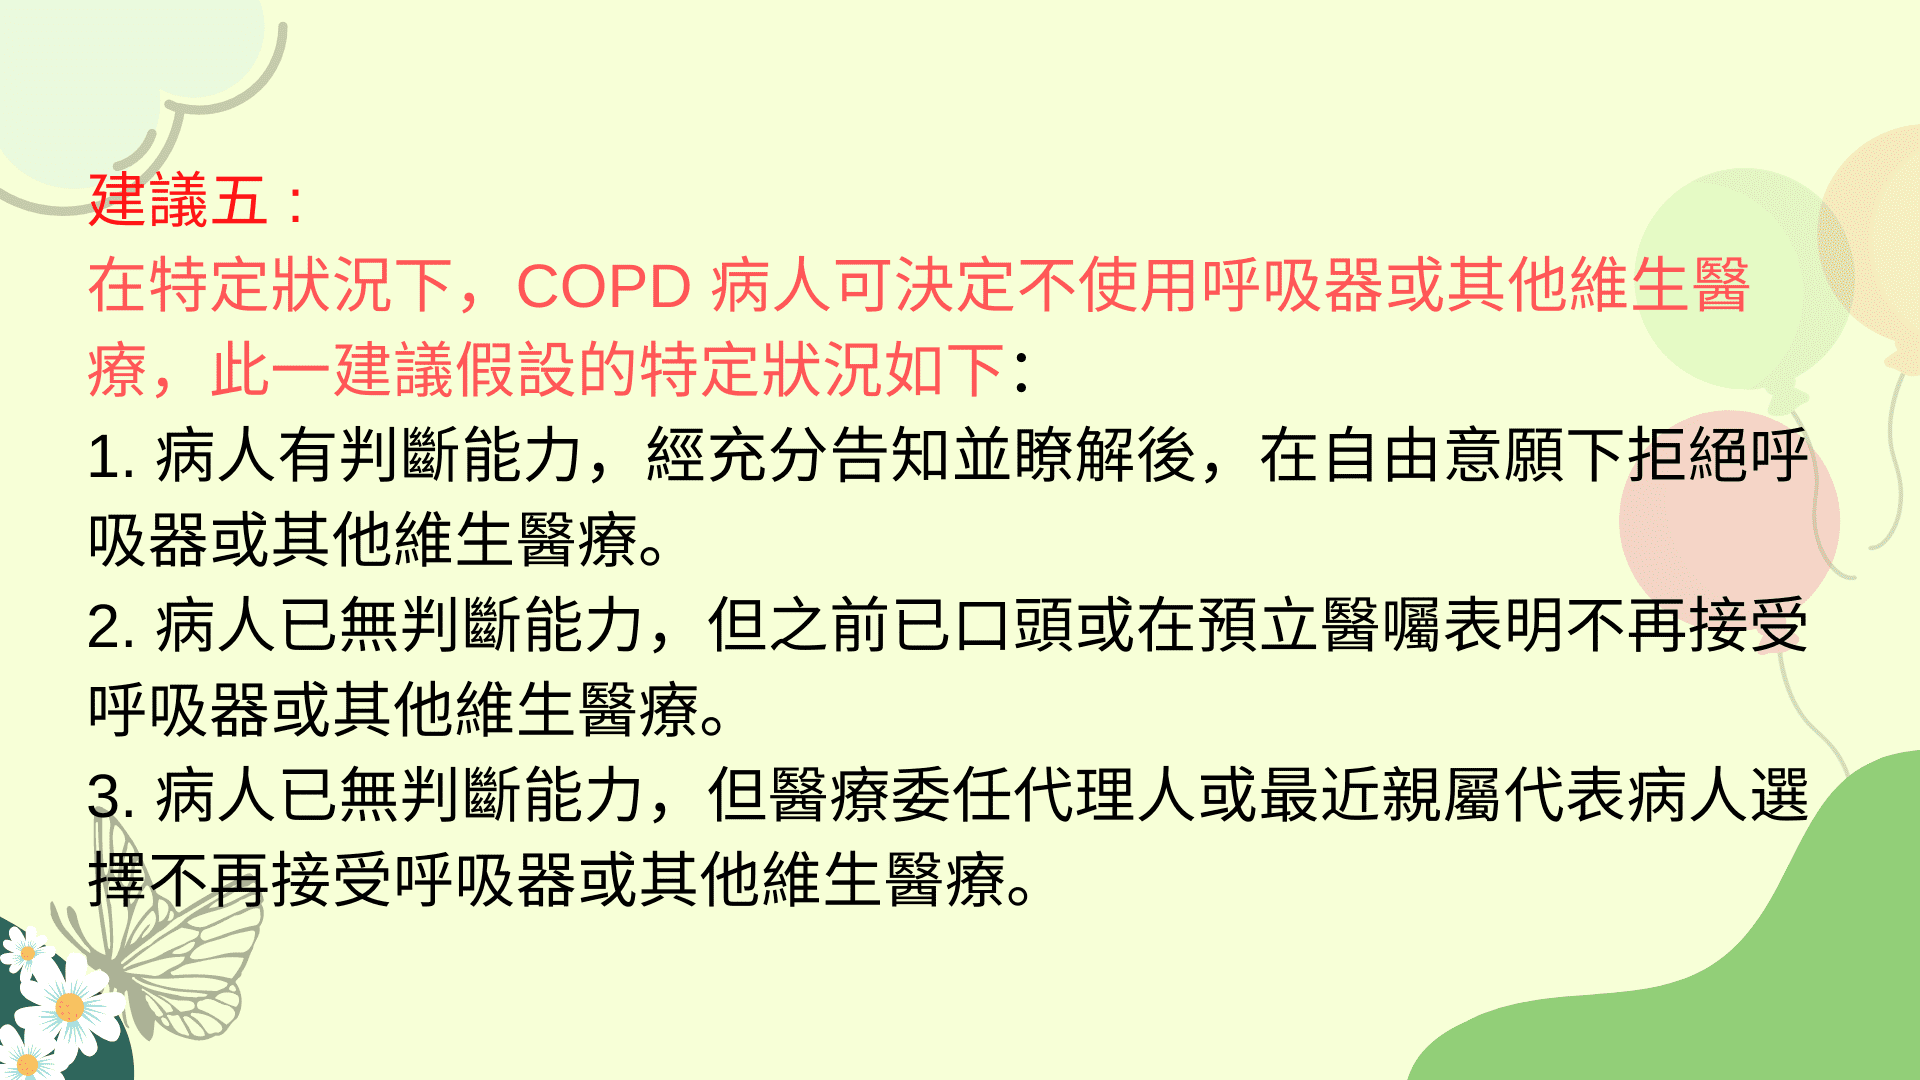 建議五 :
在特定狀況下，COPD 病人可決定不使用呼吸器或其他維生醫
療，此一建議假設的特定狀況如下：
1. 病人有判斷能力，經充分告知並瞭解後，在自由意願下拒絕呼
吸器或其他維生醫療。
2. 病人已無判斷能力，但之前已口頭或在預立醫囑表明不再接受
呼吸器或其他維生醫療。
3. 病人已無判斷能力，但醫療委任代理人或最近親屬代表病人選
擇不再接受呼吸器或其他維生醫療。